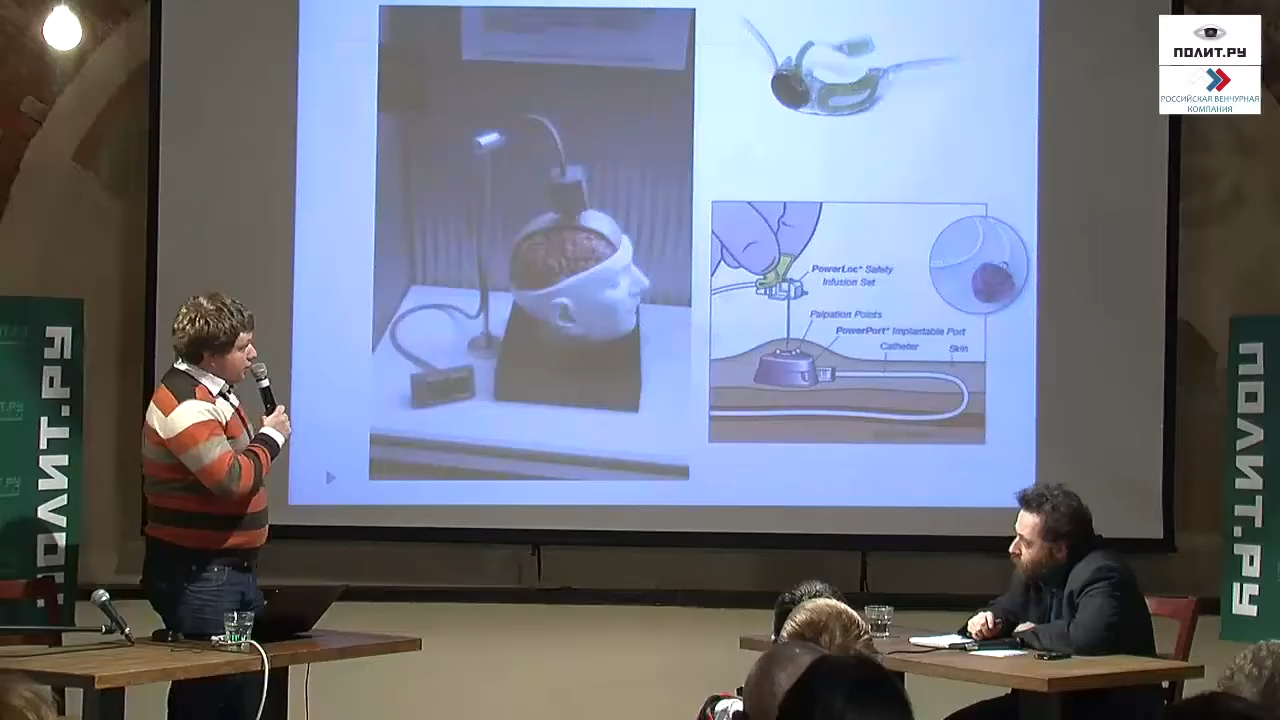 ПОЛИТ.РУ
РОССИЙСКАЯ ВЕНЧУРНАЯ
КОМПАНИЯ
PowerLoc* Safety
Infusion Set
Palpation Points
PowerPort* Implantable Port
Catheter
Skin
ПОЛИТ.РУ
ПОЛИТ.РУ